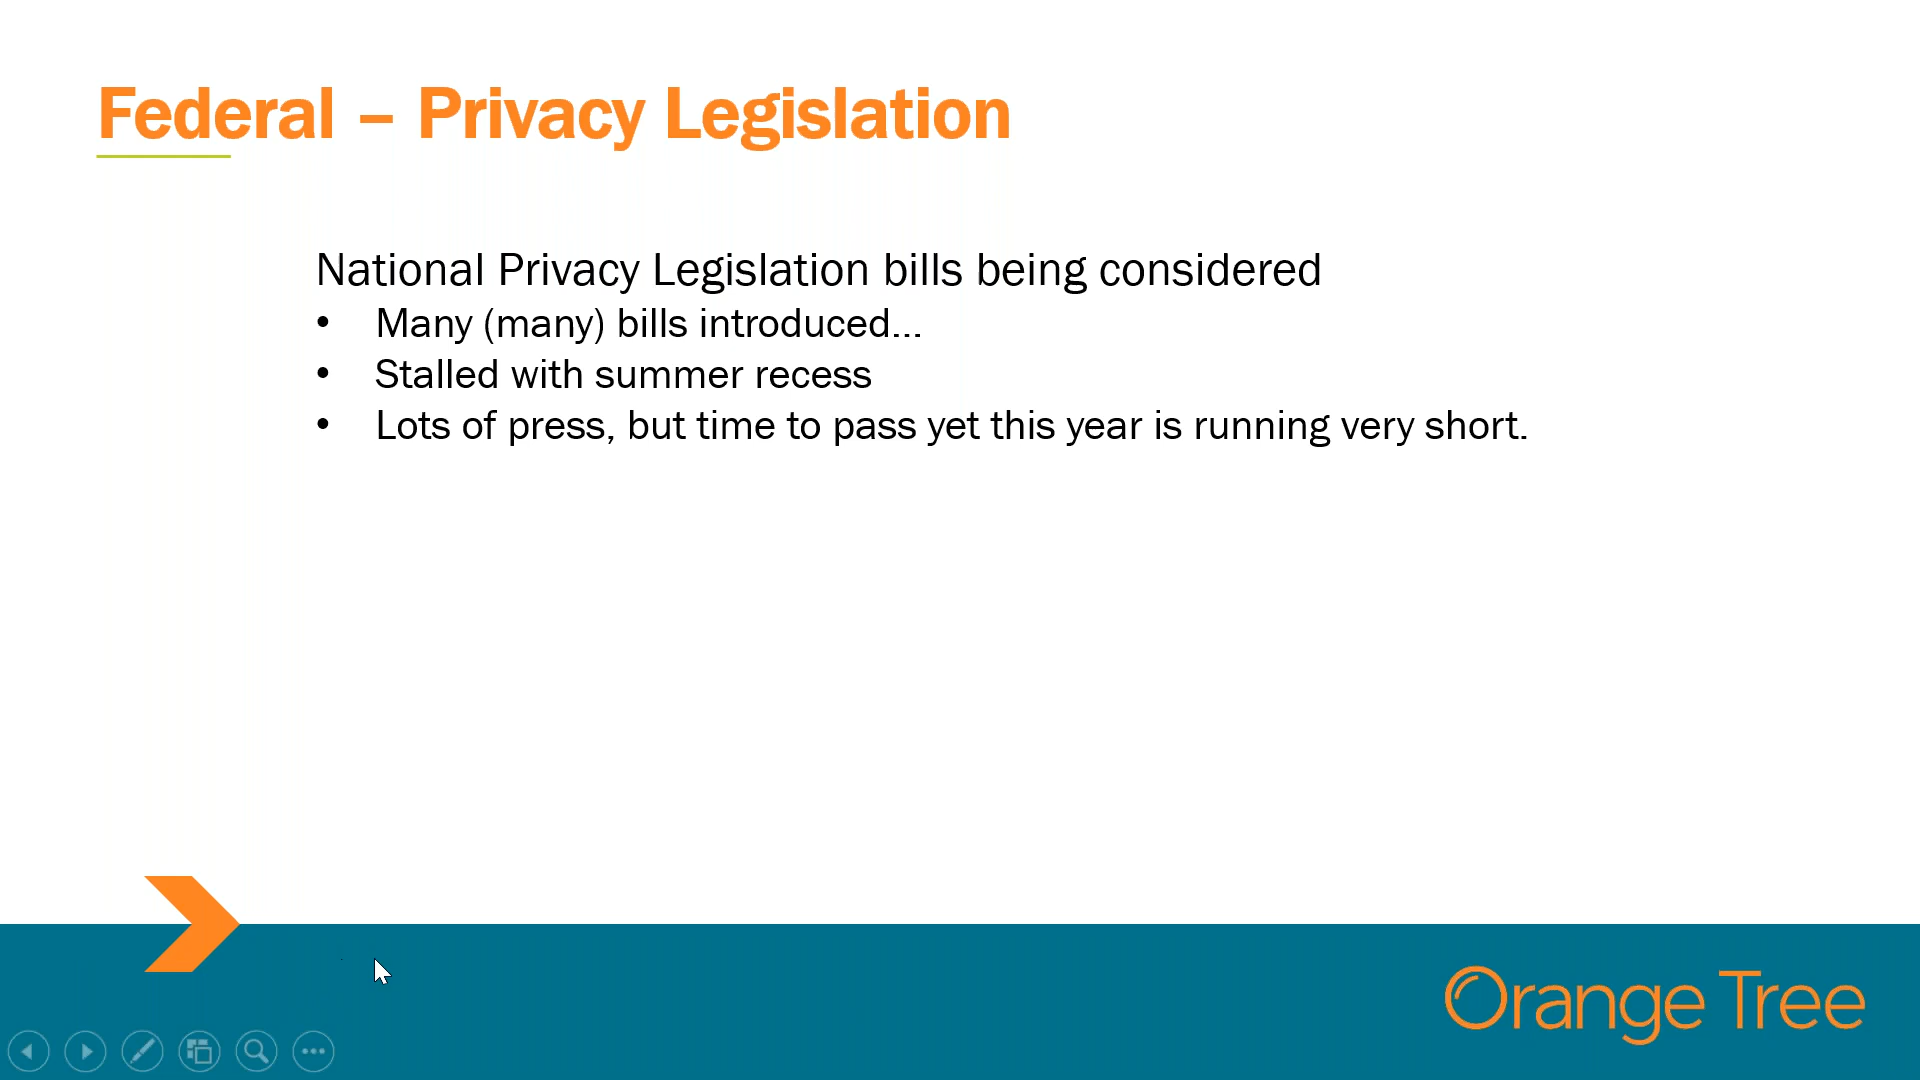 Federal – Privacy Legislation
National Privacy Legislation bills being considered
• Many (many) bills introduced...
• Stalled with summer recess
• Lots of press, but time to pass yet this year is running very short.
Orange Tree